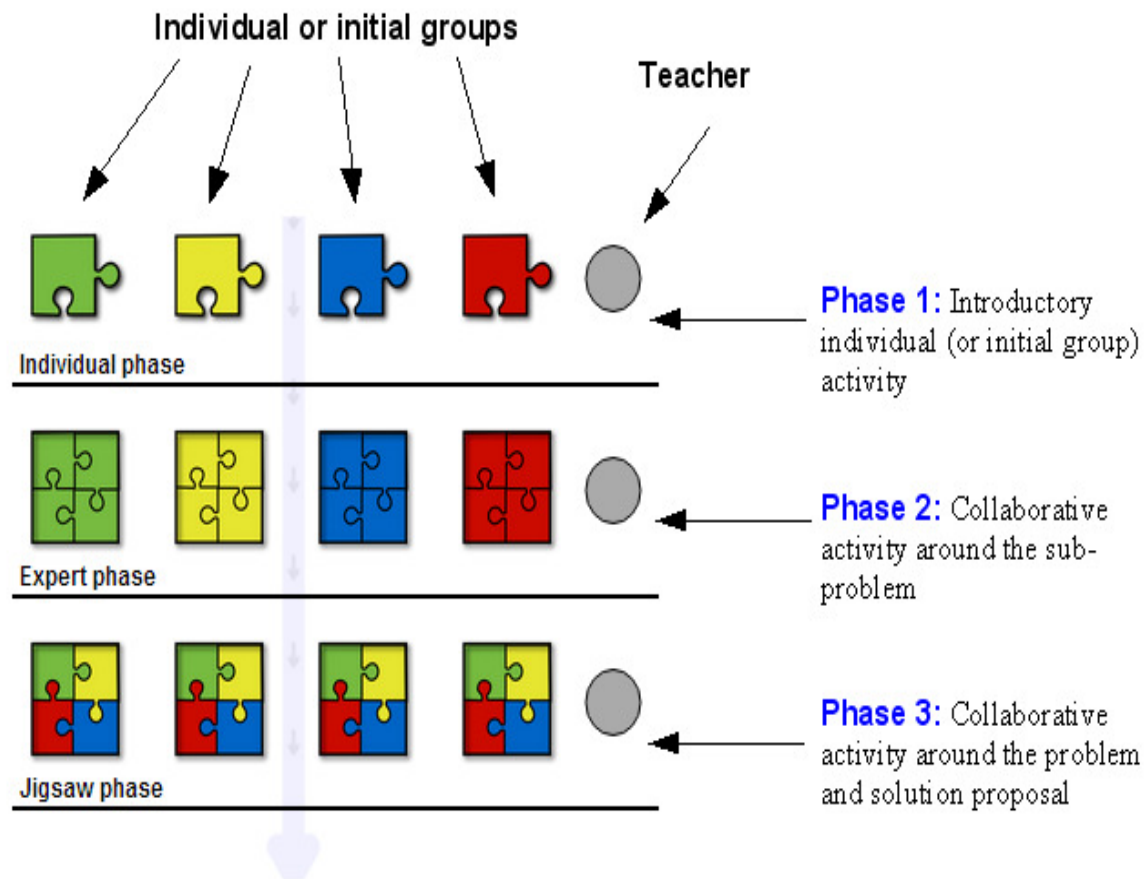 Individual or initial groups
Teacher
Phase 1: Introductory
individual (or initial group)
activity
Individual phase
Phase 2: Collaborative
activity around the sub-
problem
Expert phase
Phase 3: Collaborative
activity around the problem
and solution proposal
Jigsaw phase